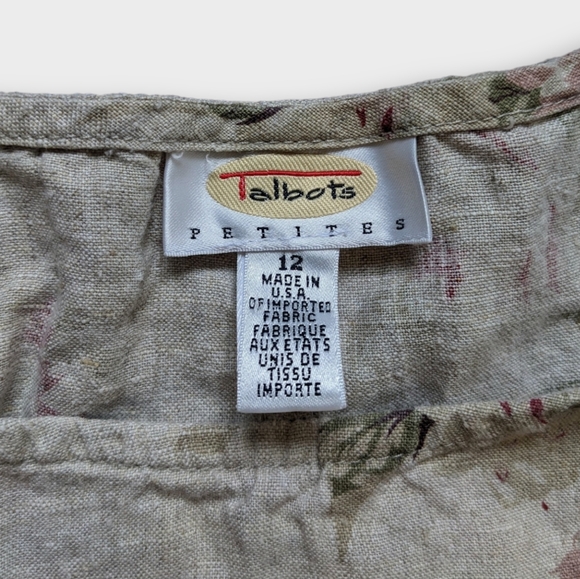 Talbots
PETITES
12
MADE IN
U.S.A.
OF IMPORTED
FABRIC
FABRIQUE
AUX ETATS
UNIS DE
TISSU
IMPORTE